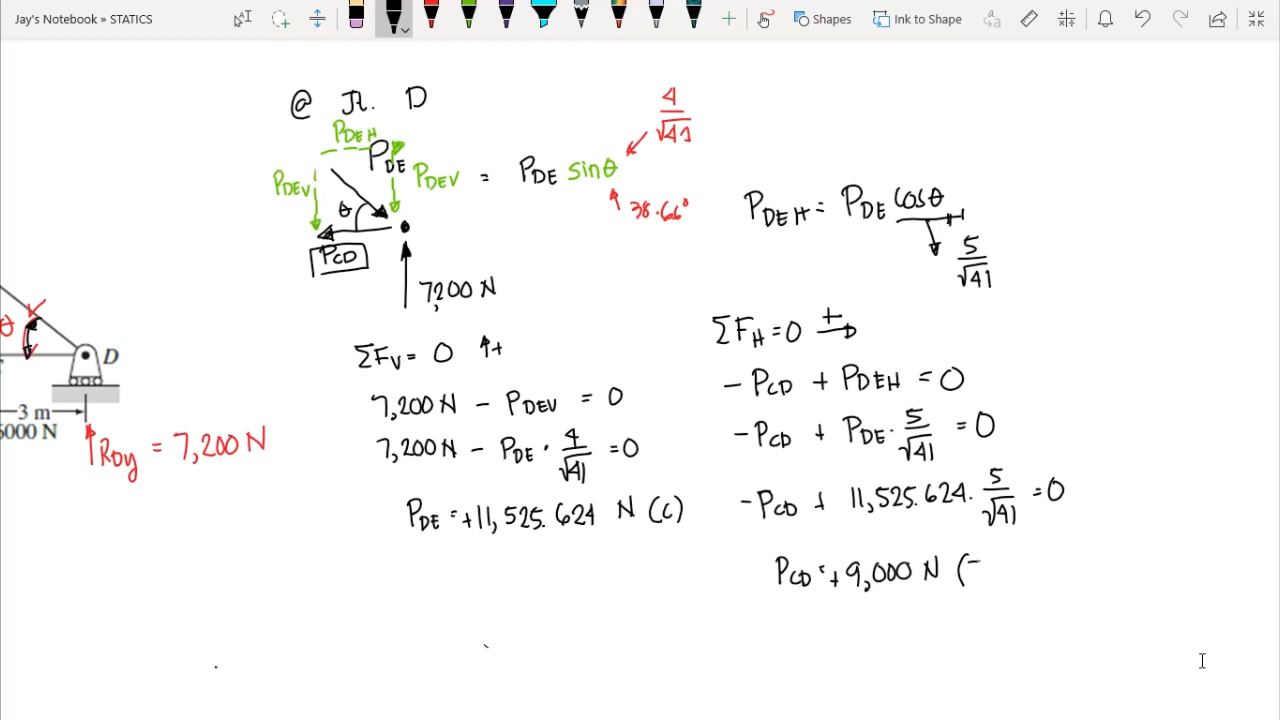 Jay's Notebook » STATICS
Shapes
Ink to Shape
@ Jt. D
4
√41
PDEH
PDE
PDEV
PDEV = PDE sinθ
θ
38.66°
PCD
7,200 N
PDEH = PDE cosθ
5
√41
θ
D
3 m
6000 N
RDy = 7,200 N
ΣFV = 0 ↑+
7,200 N - PDEV = 0
7,200 N - PDE · 4/√41 = 0
PDE = +11,525.624 N (C)
ΣFH = 0 +→
- PCD + PDEH = 0
- PCD + PDE · 5/√41 = 0
- PCD + 11,525.624 · 5/√41 = 0
PCD = +9,000 N (